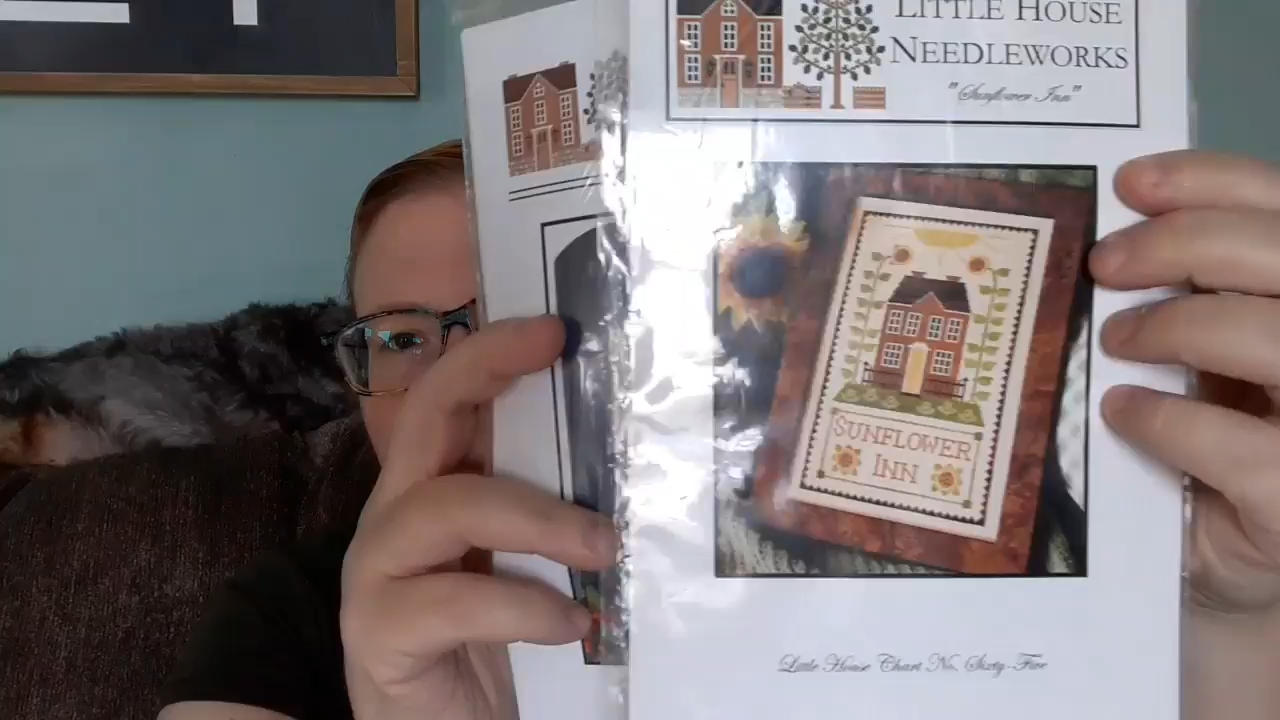 LITTLE HOUSE
NEEDLEWORKS
"Sunflower Inn"
SUNFLOWER
INN
Little House Chart No. Sixty-Five